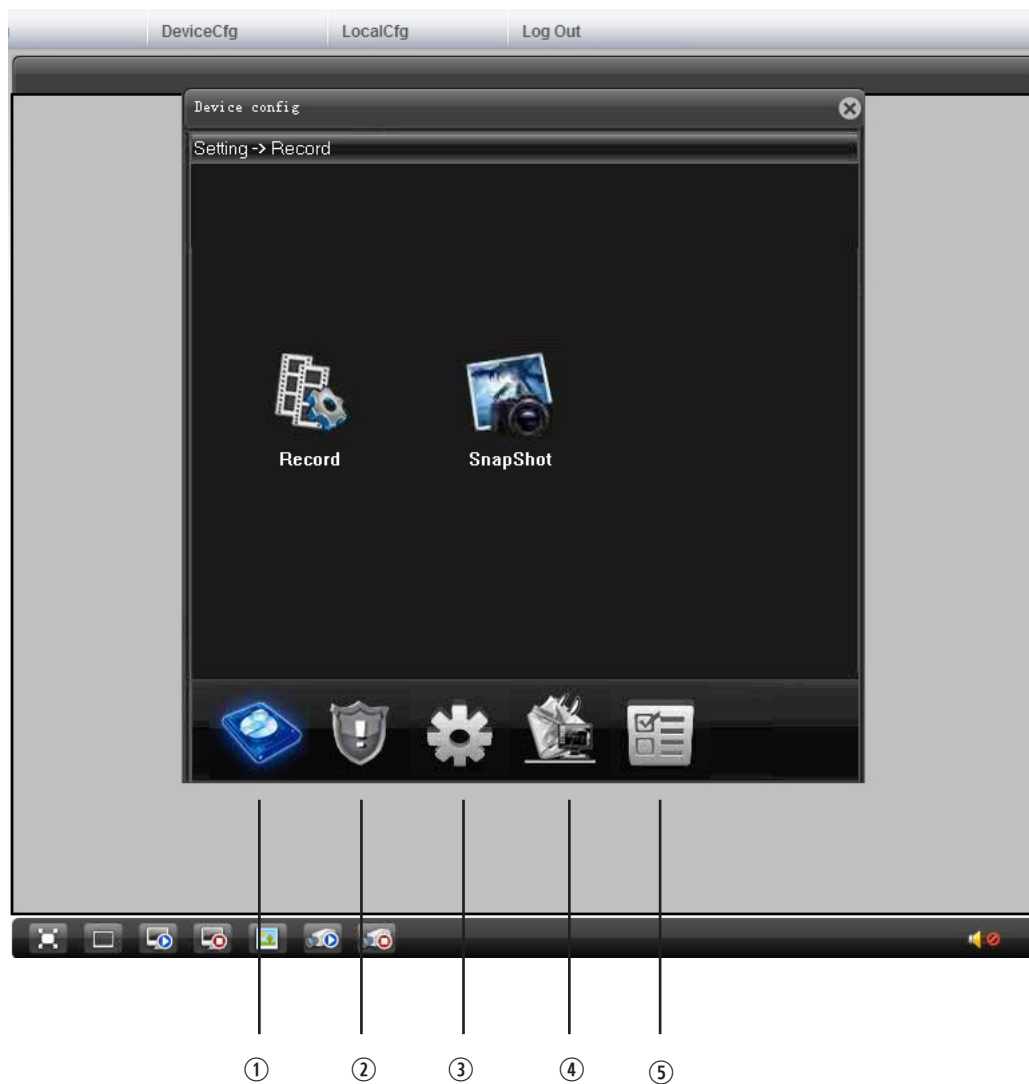 DeviceCfg LocalCfg Log Out
Device config
Setting -> Record
Record SnapShot
① ② ③ ④ ⑤